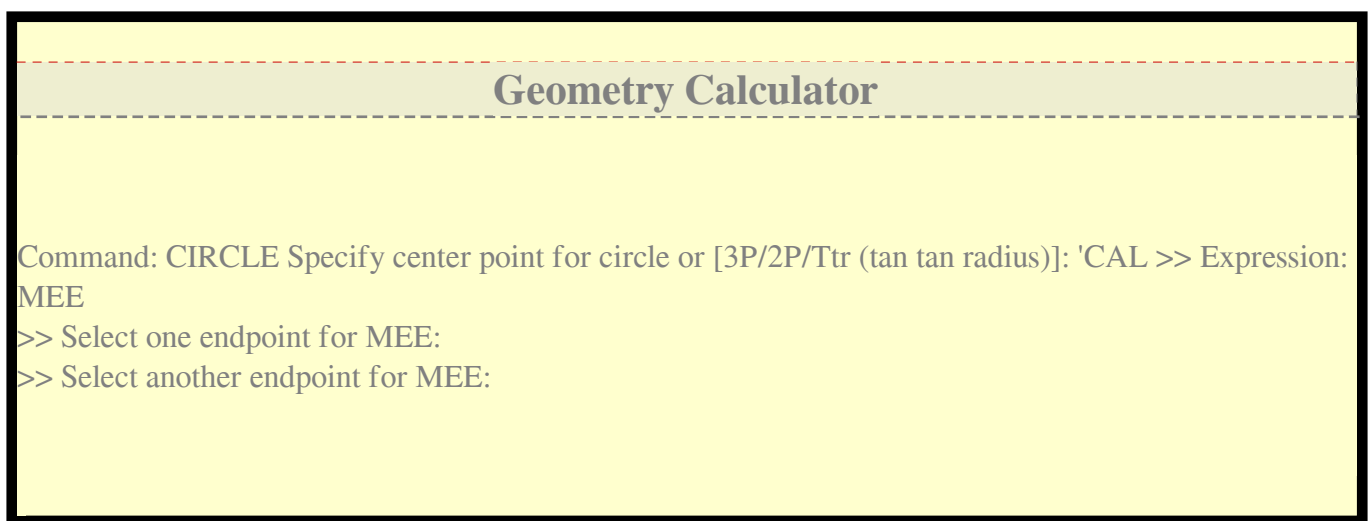 Geometry Calculator
Command: CIRCLE Specify center point for circle or [3P/2P/Ttr (tan tan radius)]: 'CAL >> Expression:
MEE
>> Select one endpoint for MEE:
>> Select another endpoint for MEE: